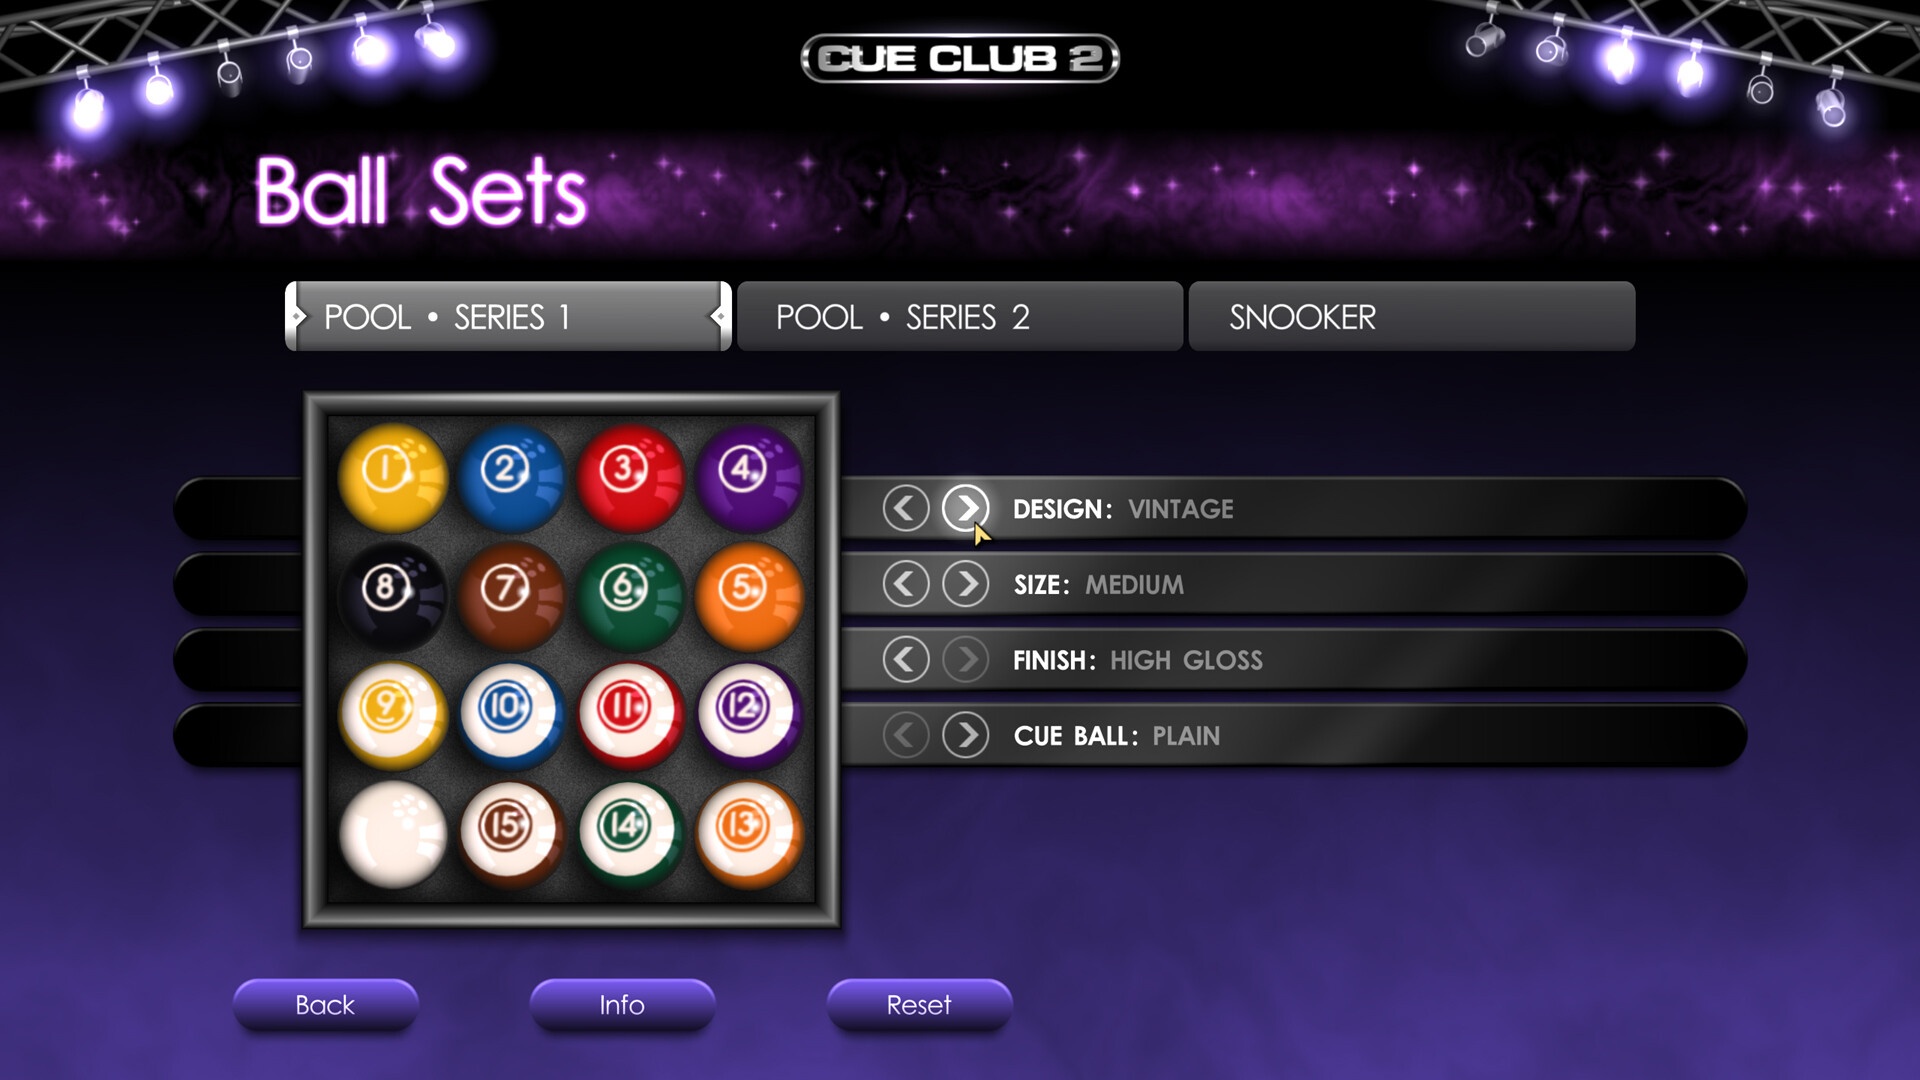 CUE CLUB 2
Ball Sets
POOL • SERIES 1
POOL • SERIES 2
SNOOKER
1 2 3 4
8 7 6 5
9 10 11 12
15 14 13
DESIGN: VINTAGE
SIZE: MEDIUM
FINISH: HIGH GLOSS
CUE BALL: PLAIN
Back
Info
Reset